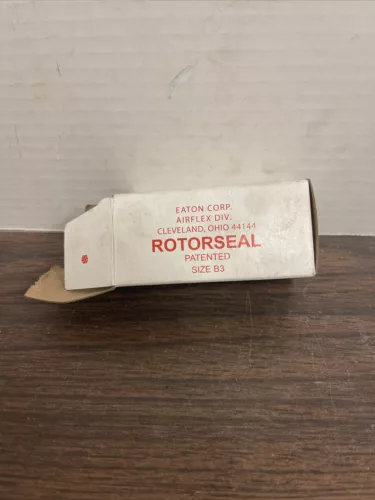 EATON CORP.
AIRFLEX DIV.
CLEVELAND, OHIO 44144
ROTORSEAL
PATENTED
SIZE B3